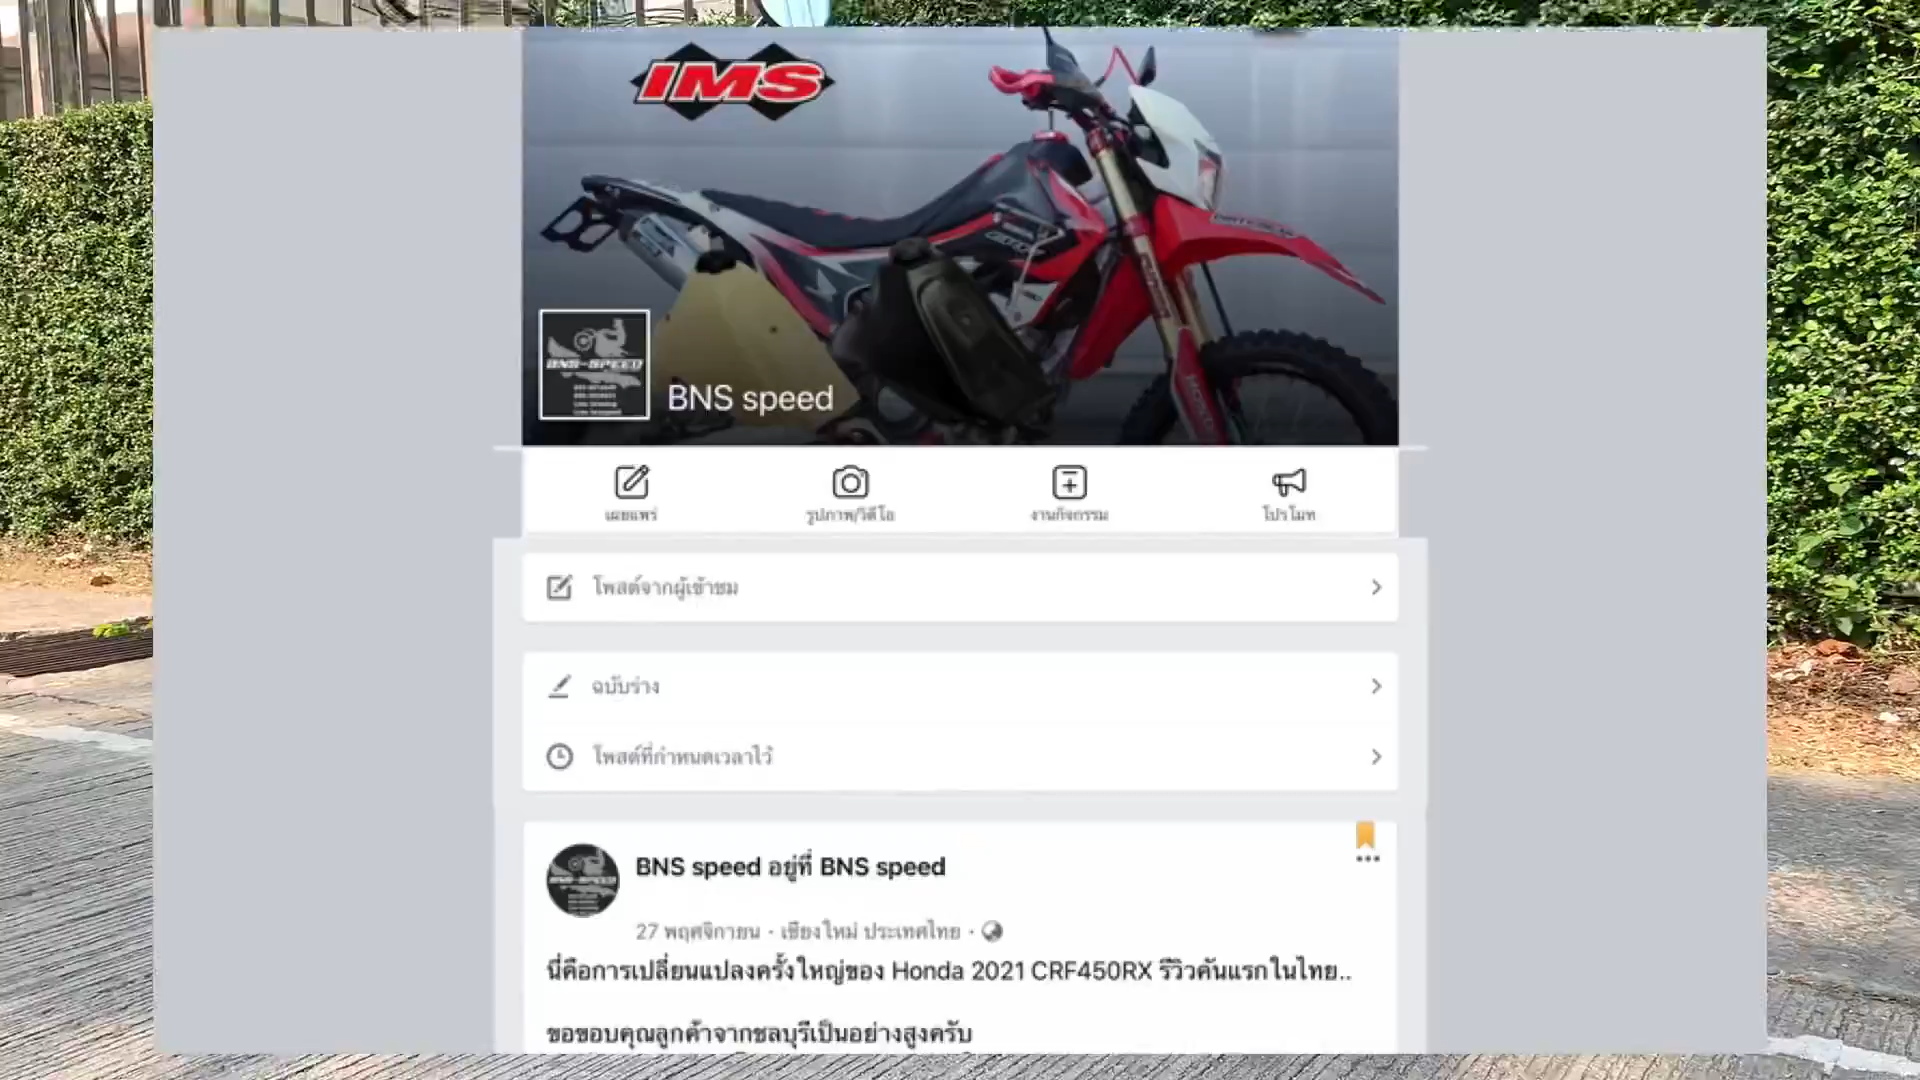 IMS
BNS-SPEED
BNS speed
เผยแพร่
รูปภาพ/วิดีโอ
งานกิจกรรม
โปรโมท
โพสต์จากผู้เข้าชม
ฉบับร่าง
โพสต์ที่กำหนดเวลาไว้
BNS speed อยู่ที่ BNS speed
27 พฤศจิกายน · เชียงใหม่ ประเทศไทย ·
นี่คือการเปลี่ยนแปลงครั้งใหญ่ของ Honda 2021 CRF450RX รีวิวคันแรกในไทย..
ขอขอบคุณลูกค้าจากชลบุรีเป็นอย่างสูงครับ